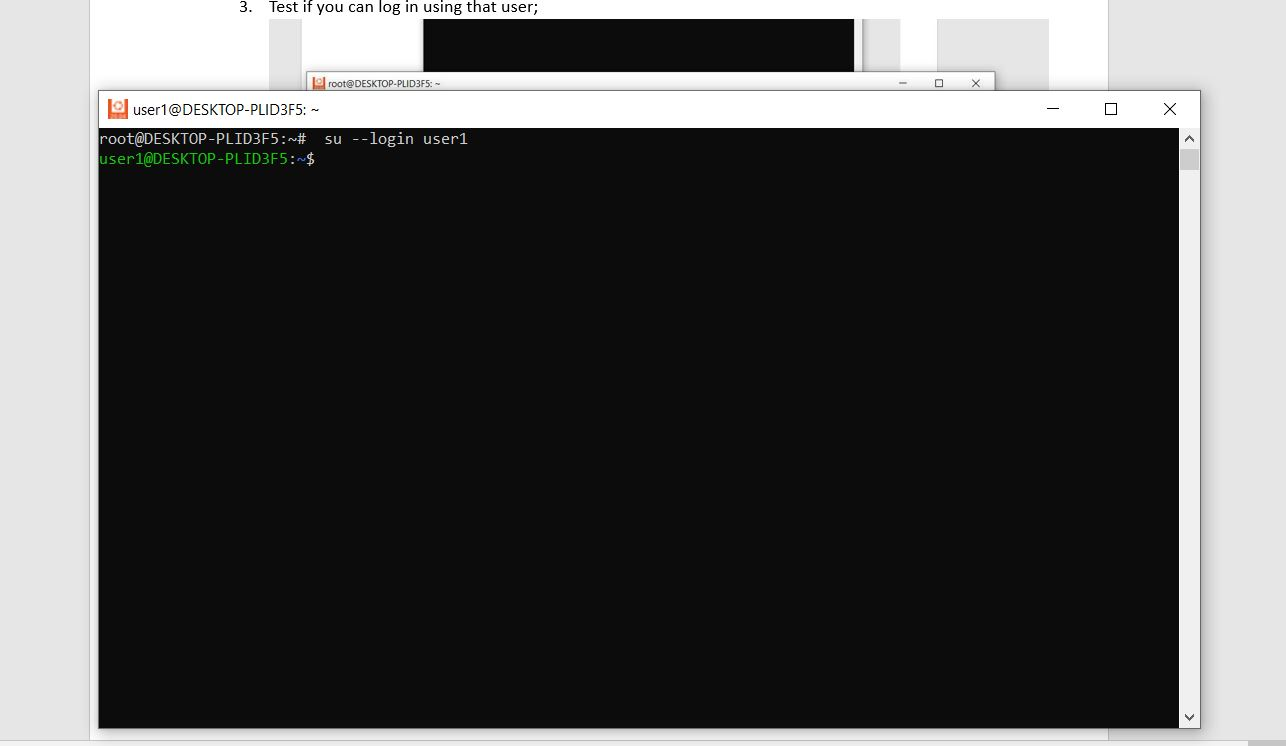 3. Test if you can log in using that user;
root@DESKTOP-PLID3F5: ~
user1@DESKTOP-PLID3F5: ~
root@DESKTOP-PLID3F5:~#  su --login user1
user1@DESKTOP-PLID3F5:~$